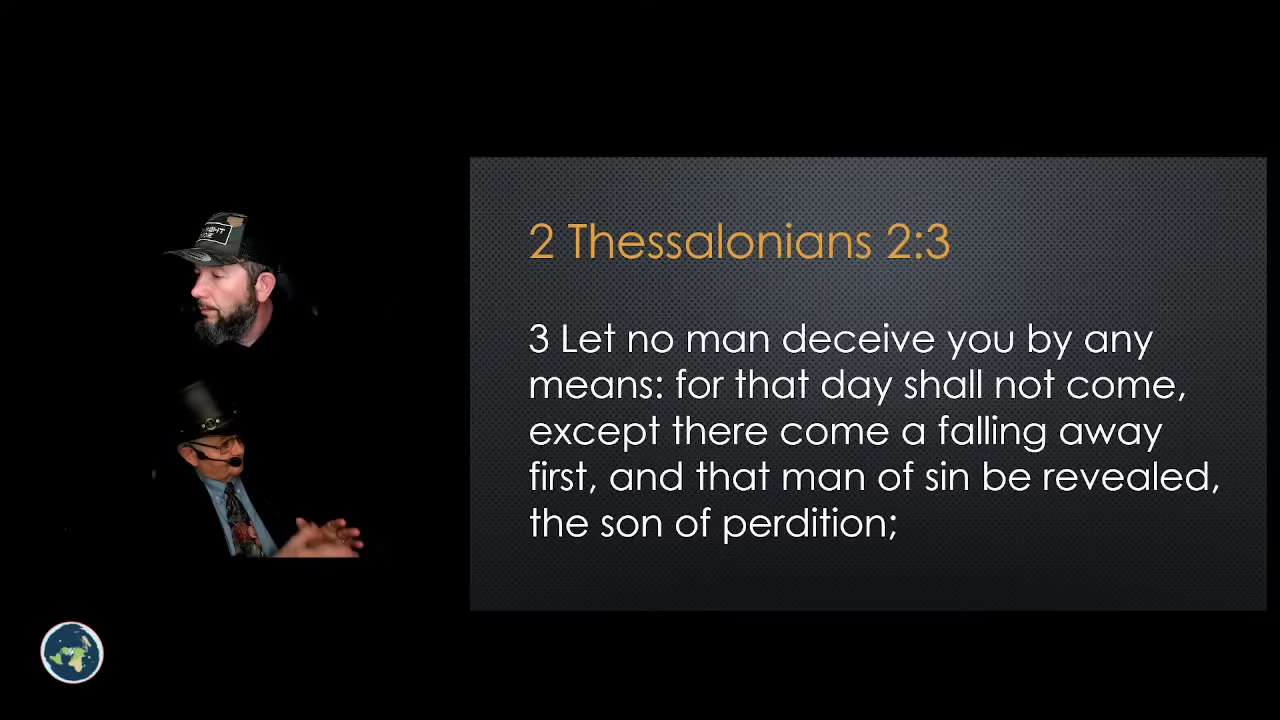 2 Thessalonians 2:3
3 Let no man deceive you by any
means: for that day shall not come,
except there come a falling away
first, and that man of sin be revealed,
the son of perdition;